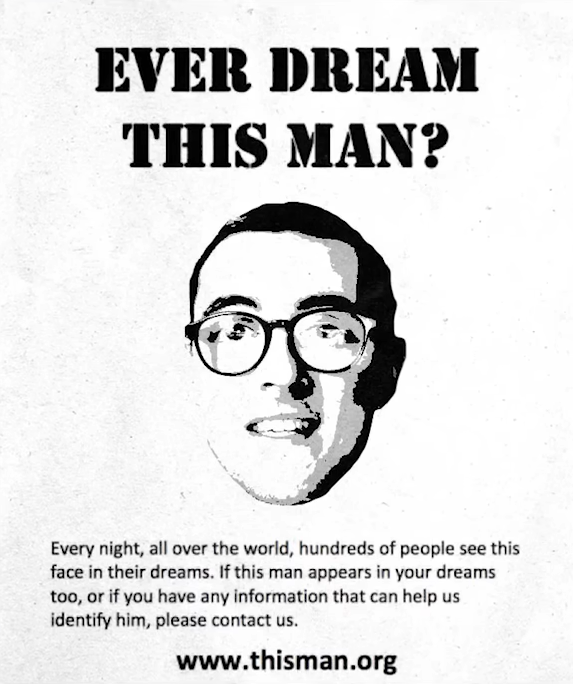 EVER DREAM
THIS MAN?
Every night, all over the world, hundreds of people see this
face in their dreams. If this man appears in your dreams
too, or if you have any information that can help us
identify him, please contact us.
www.thisman.org